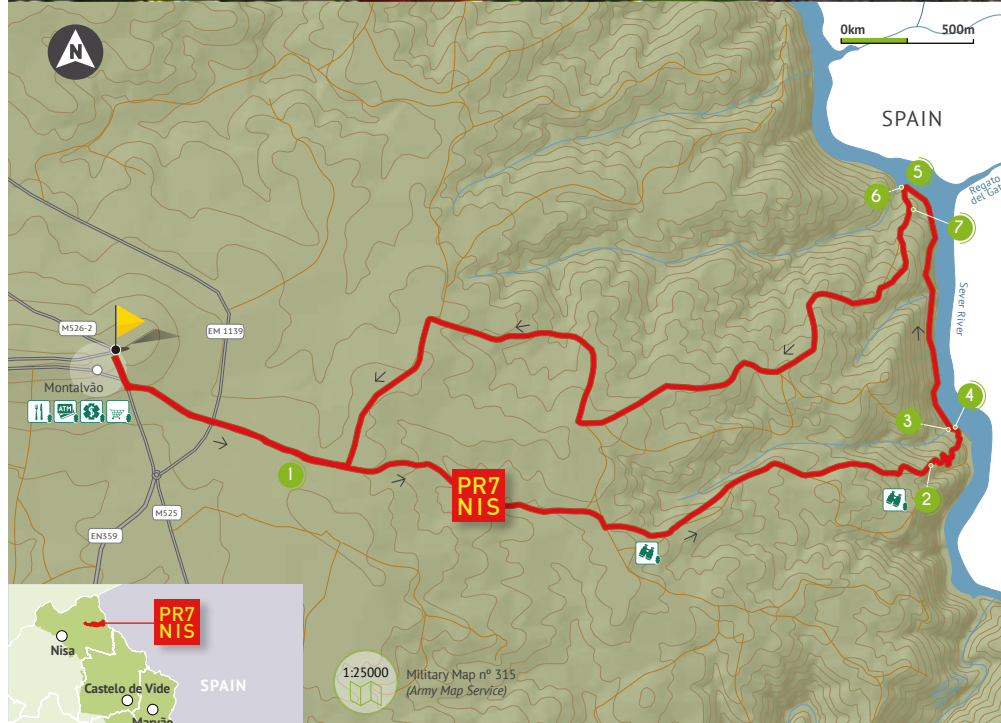 N
0km 500m
SPAIN
5
6
Regato
del Gat
7
Sever River
M526-2
EM 1139
Montalvão
ATM
$
4
3
1
PR7
NIS
2
M525
EN359
PR7
NIS
Nisa
SPAIN
Castelo de Vide
Marvão
1:25000
Military Map nº 315
(Army Map Service)